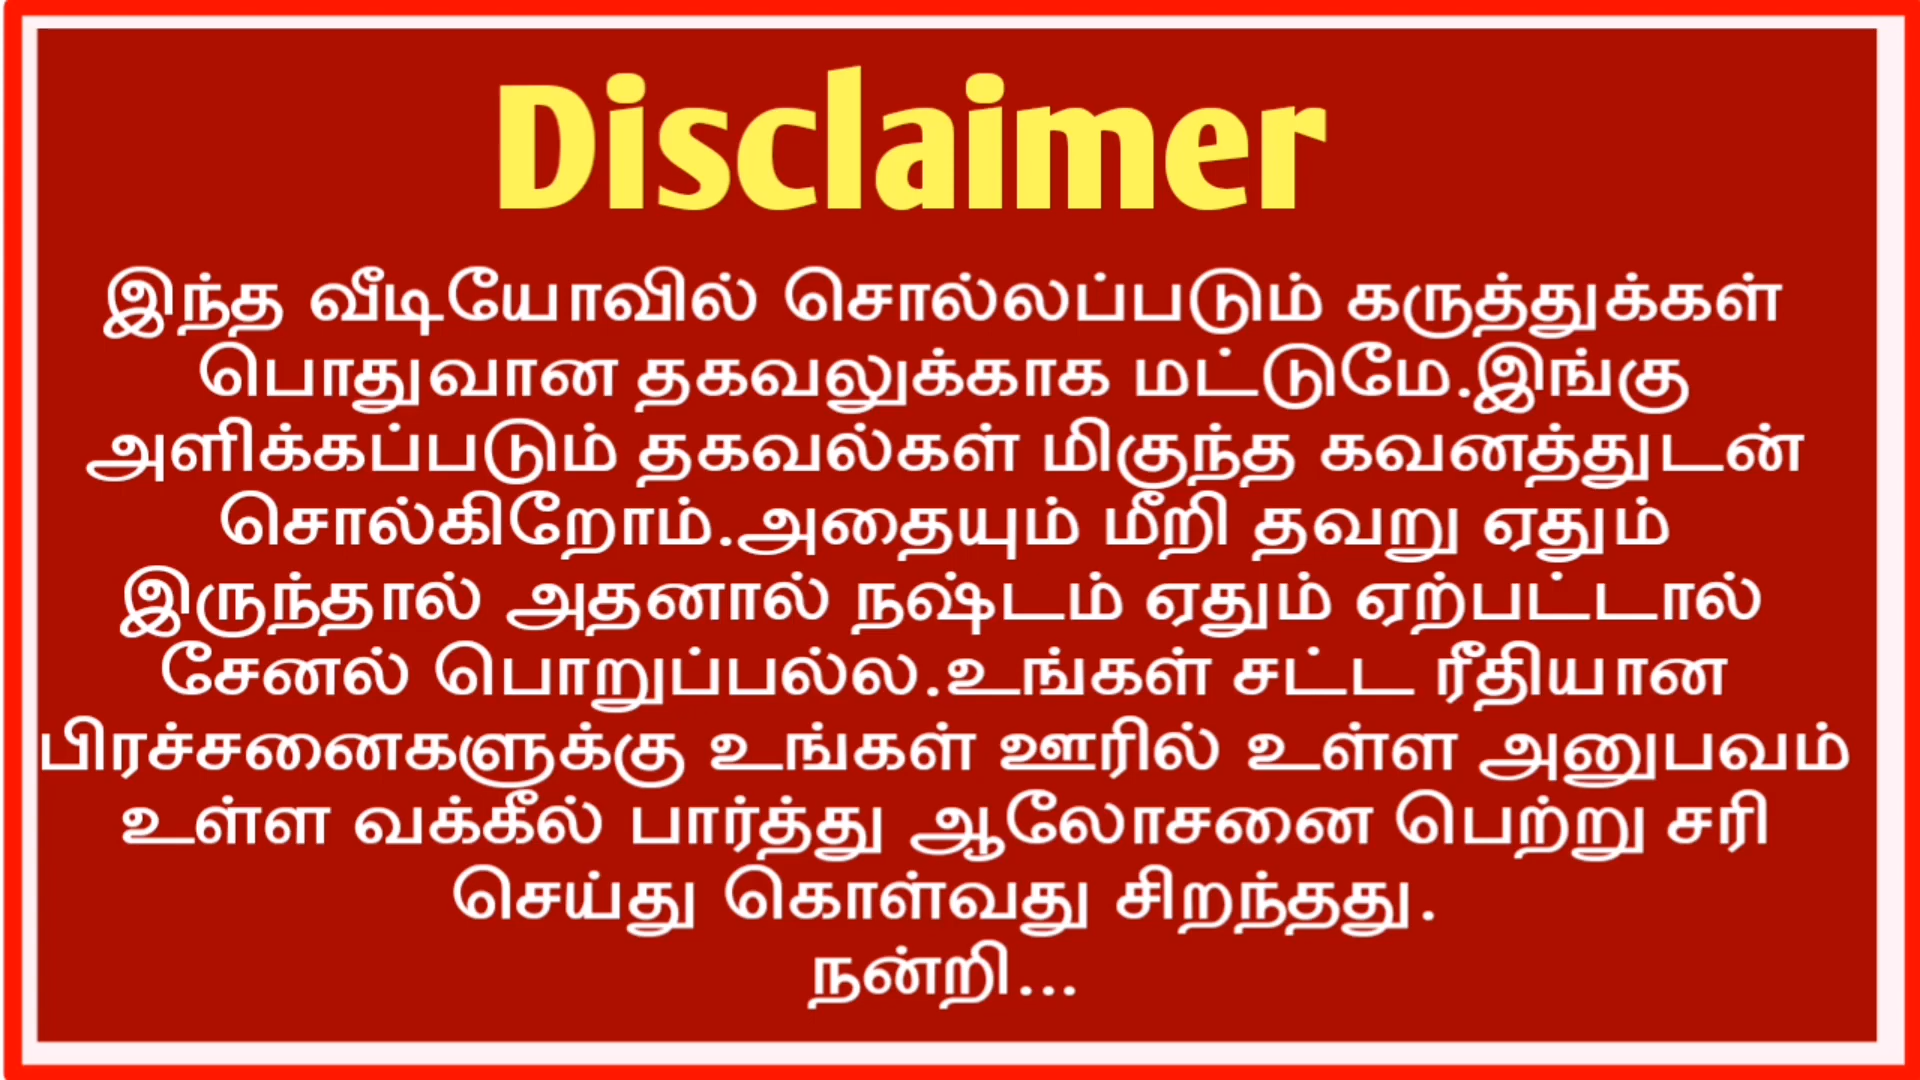 Disclaimer
இந்த வீடியோவில் சொல்லப்படும் கருத்துக்கள்
பொதுவான தகவலுக்காக மட்டுமே.இங்கு
அளிக்கப்படும் தகவல்கள் மிகுந்த கவனத்துடன்
சொல்கிறோம்.அதையும் மீறி தவறு ஏதும்
இருந்தால் அதனால் நஷ்டம் ஏதும் ஏற்பட்டால்
சேனல் பொறுப்பல்ல.உங்கள் சட்ட ரீதியான
பிரச்சனைகளுக்கு உங்கள் ஊரில் உள்ள அனுபவம்
உள்ள வக்கீல் பார்த்து ஆலோசனை பெற்று சரி
செய்து கொள்வது சிறந்தது.
நன்றி...